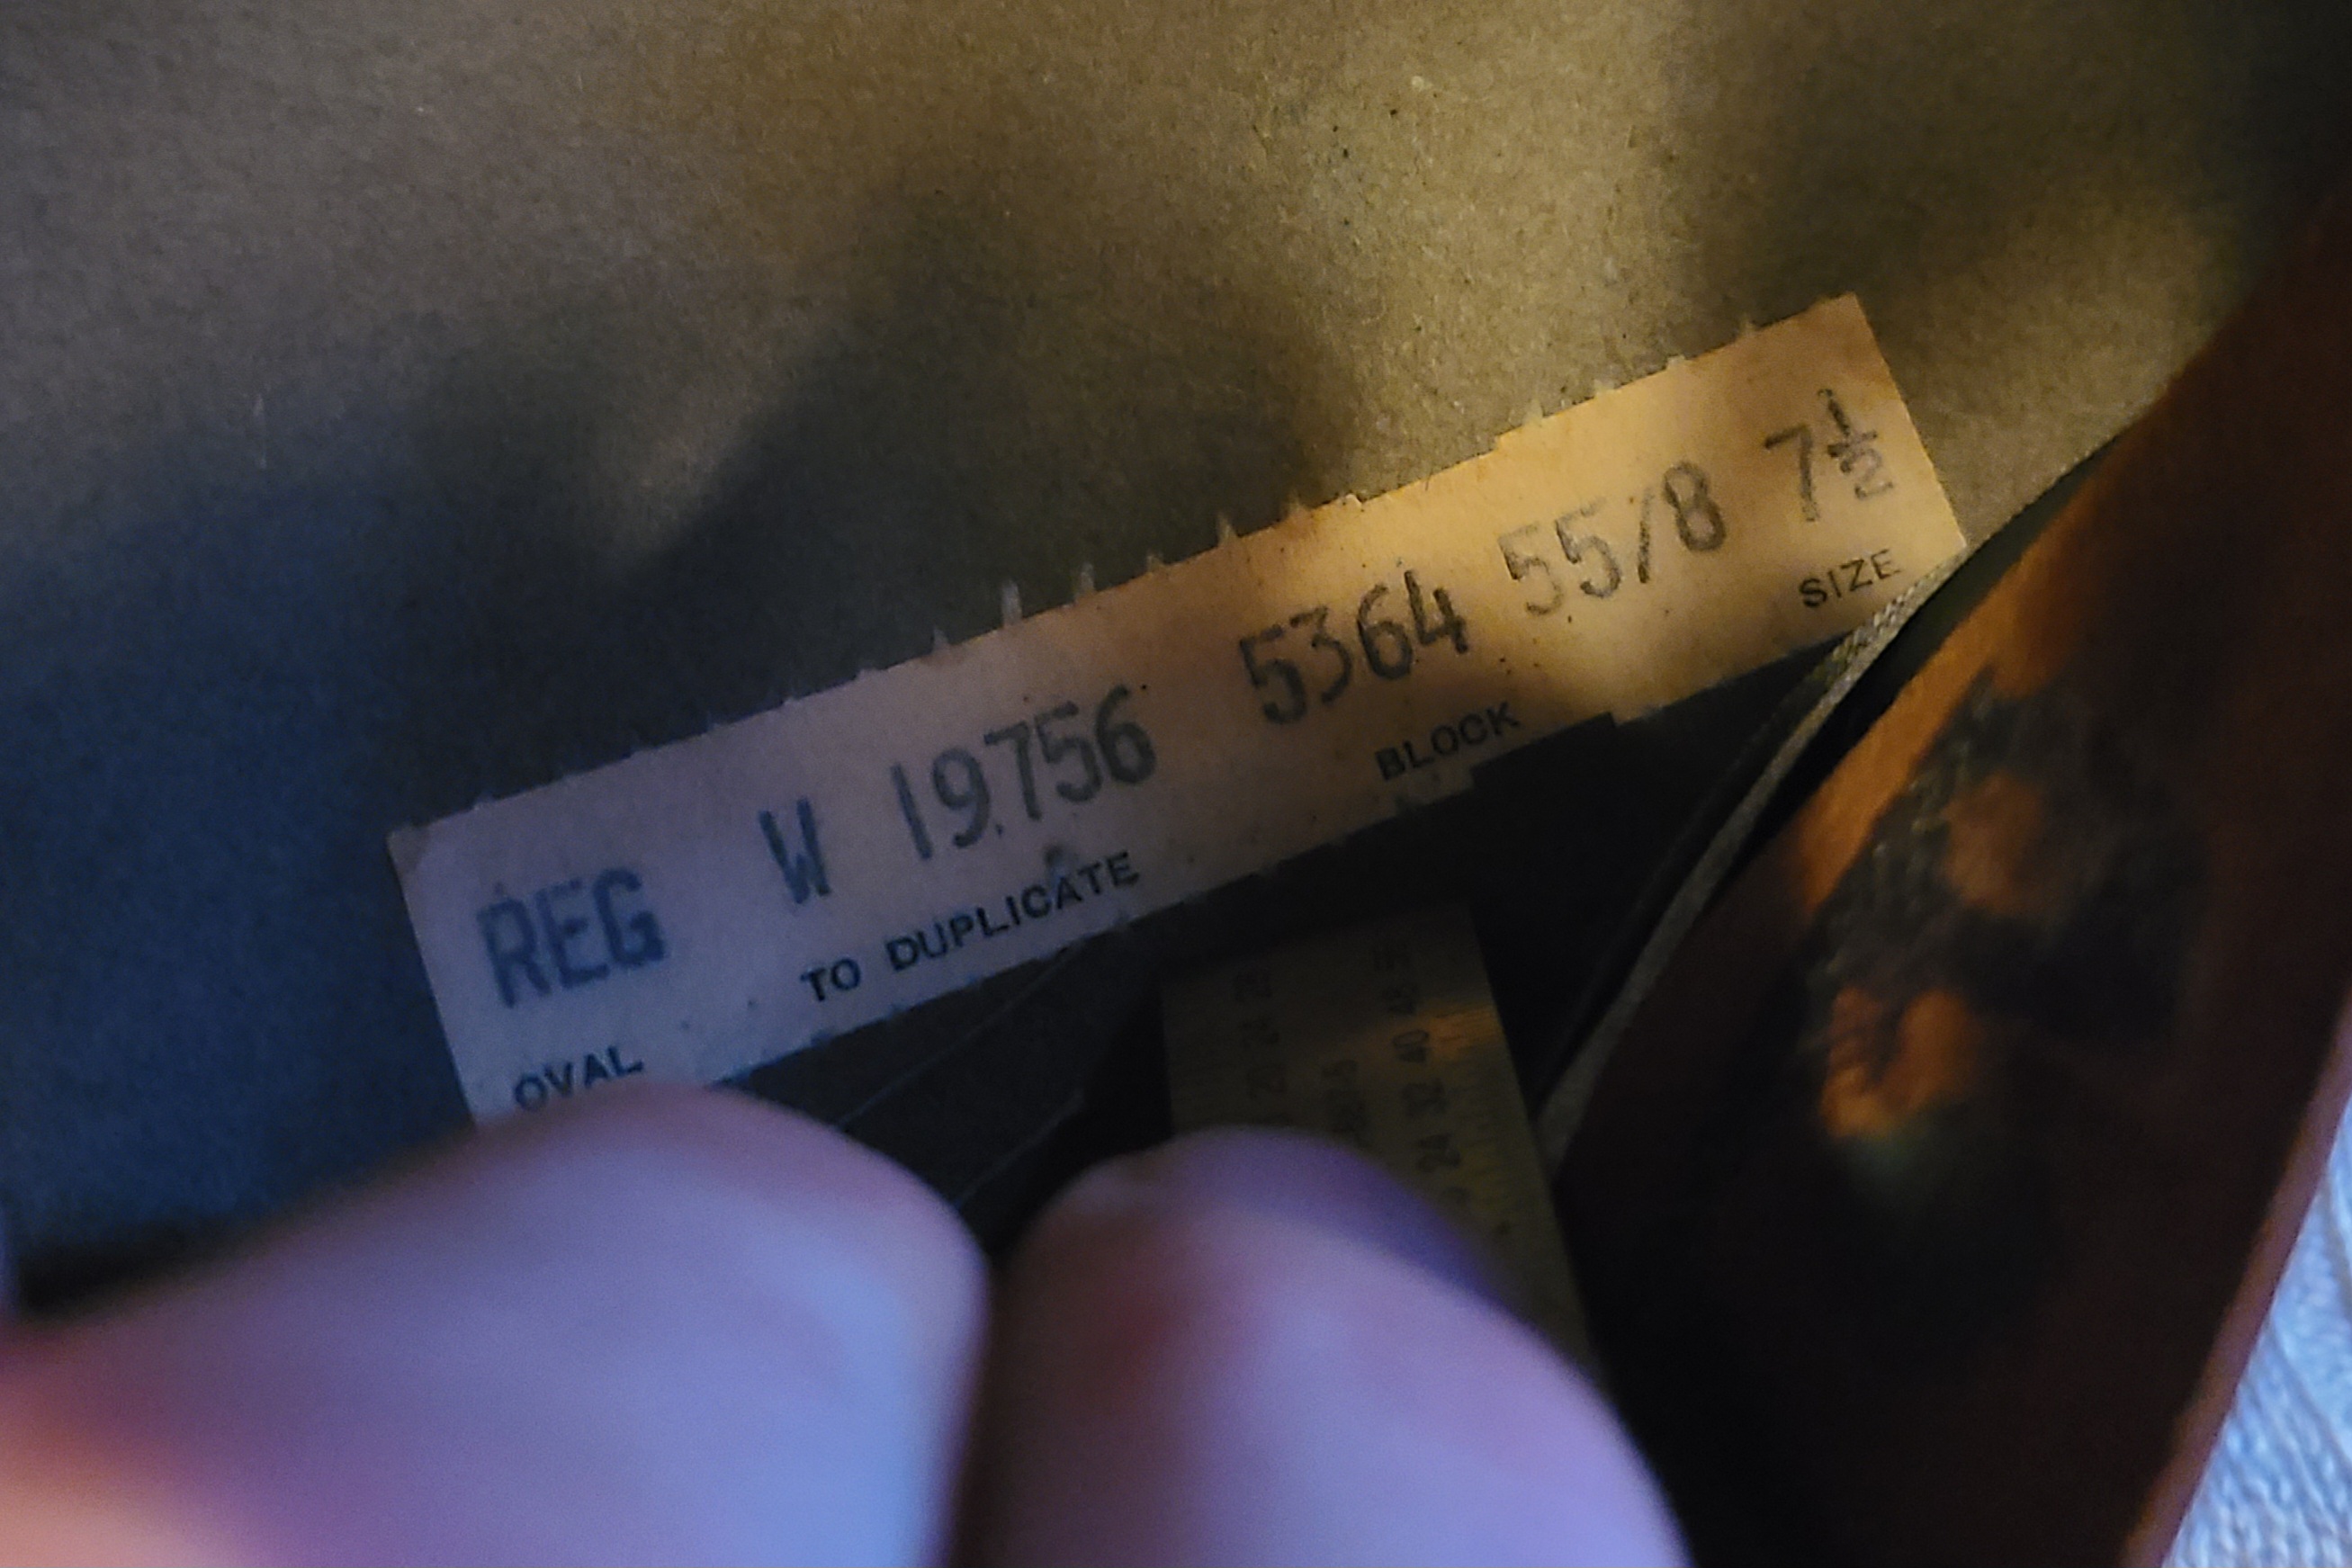 REG W 19756 5364 55/8 7½
OVAL TO DUPLICATE BLOCK SIZE